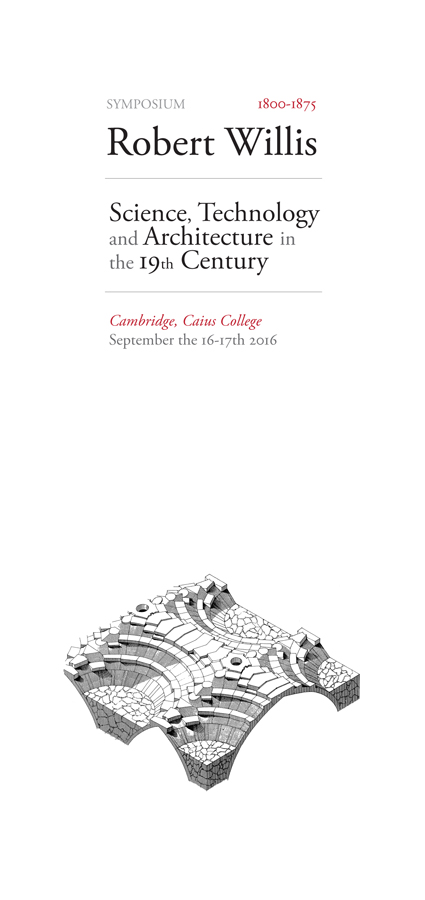 SYMPOSIUM 1800-1875
Robert Willis
Science, Technology
and Architecture in
the 19th Century
Cambridge, Caius College
September the 16-17th 2016